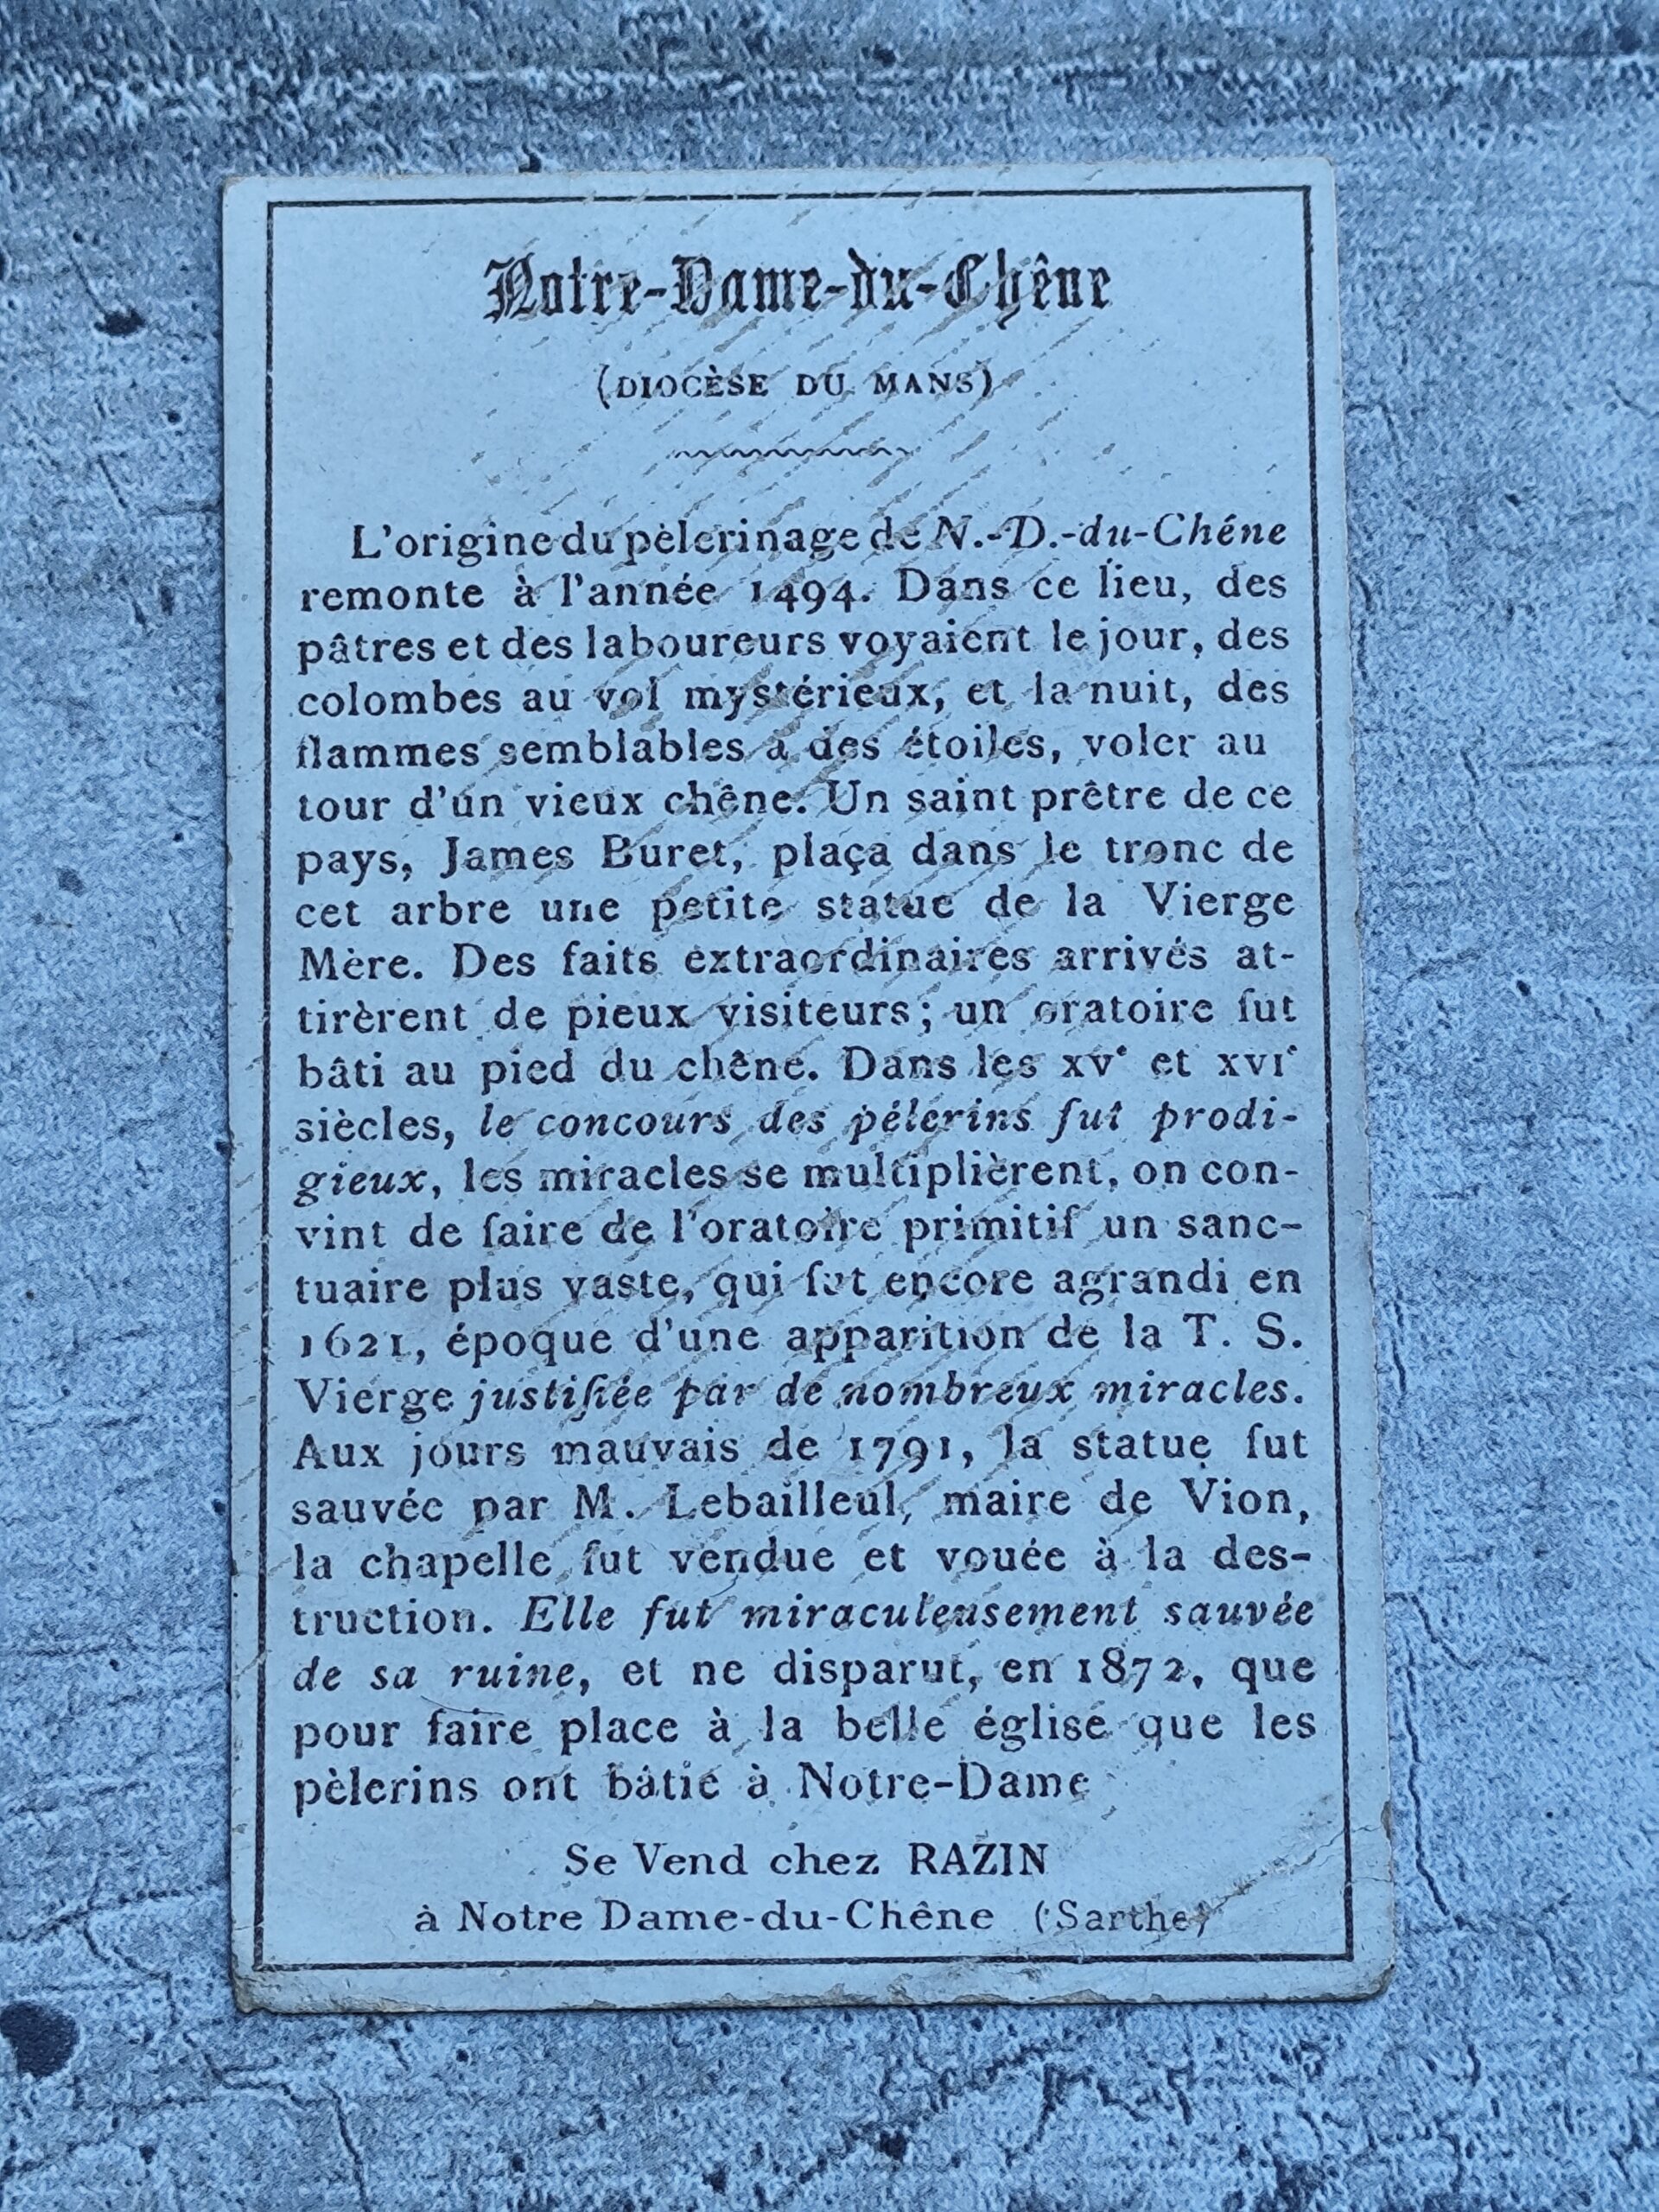 Notre-Dame-du-Chêne
(DIOCÈSE DU MANS)
L'origine du pèlerinage de N.-D.-du-Chéne
remonte à l'année 1494. Dans ce lieu, des
pâtres et des laboureurs voyaient le jour, des
colombes au vol mystérieux, et la nuit, des
flammes semblables à des étoiles, voler au
tour d'un vieux chêne. Un saint prêtre de ce
pays, James Buret, plaça dans le tronc de
cet arbre une petite statue de la Vierge
Mère. Des faits extraordinaires arrivés at-
tirèrent de pieux visiteurs; un oratoire fut
bâti au pied du chêne. Dans les XVe et XVIe
siècles, le concours des pélerins fut prodi-
gieux, les miracles se multiplièrent, on con-
vint de faire de l'oratoire primitif un sanc-
tuaire plus vaste, qui fut encore agrandi en
1621, époque d'une apparition de la T. S.
Vierge justifiée par de nombreux miracles.
Aux jours mauvais de 1791, la statue fut
sauvée par M. Lebailleul, maire de Vion,
la chapelle fut vendue et vouée à la des-
truction. Elle fut miraculeusement sauvée
de sa ruine, et ne disparut, en 1872, que
pour faire place à la belle église que les
pèlerins ont bâtie à Notre-Dame
Se Vend chez RAZIN
à Notre Dame-du-Chêne (Sarthe)